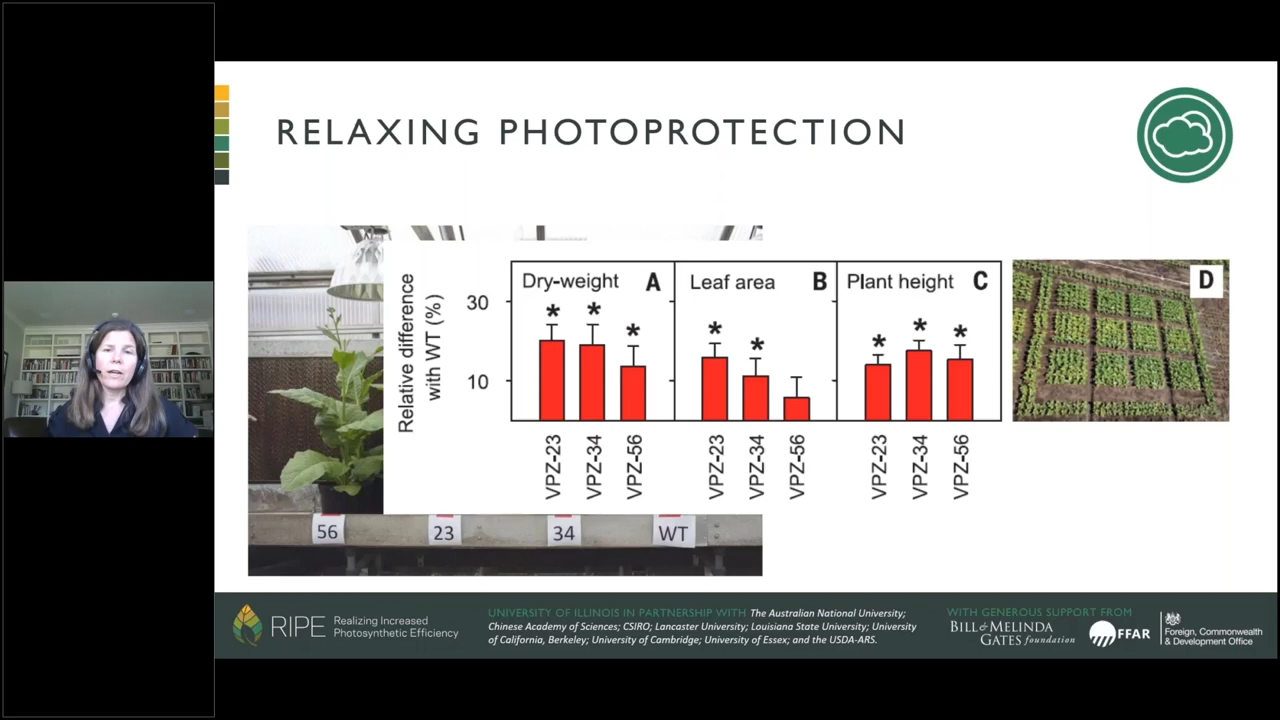 RELAXING PHOTOPROTECTION
Relative difference
with WT (%)
30
10
Dry-weight A
* * *
VPZ-23
VPZ-34
VPZ-56
Leaf area B
* *
VPZ-23
VPZ-34
VPZ-56
Plant height C
* * *
VPZ-23
VPZ-34
VPZ-56
D
56
23
34
WT
RIPE
Realizing Increased
Photosynthetic Efficiency
UNIVERSITY OF ILLINOIS IN PARTNERSHIP WITH The Australian National University;
Chinese Academy of Sciences; CSIRO; Lancaster University; Louisiana State University; University
of California, Berkeley; University of Cambridge; University of Essex; and the USDA-ARS.
WITH GENEROUS SUPPORT FROM
BILL & MELINDA
GATES foundation
FFAR
Foreign, Commonwealth
& Development Office